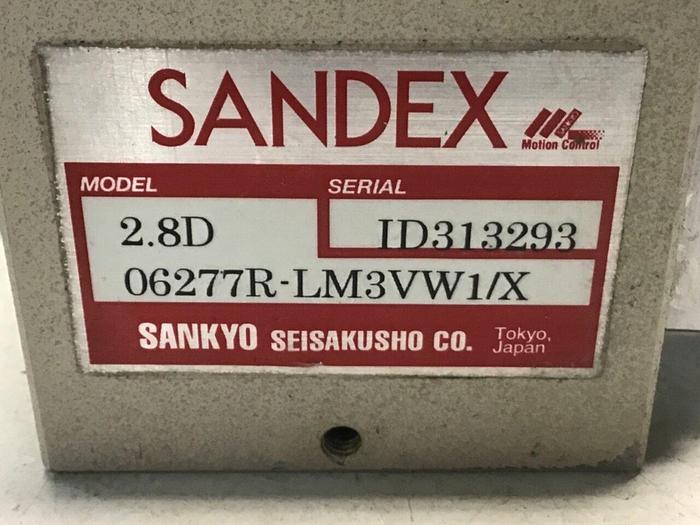 SANDEX
Motion Control
MODEL SERIAL
2.8D ID313293
06277R-LM3VW1/X
SANKYO SEISAKUSHO CO. Tokyo,
Japan